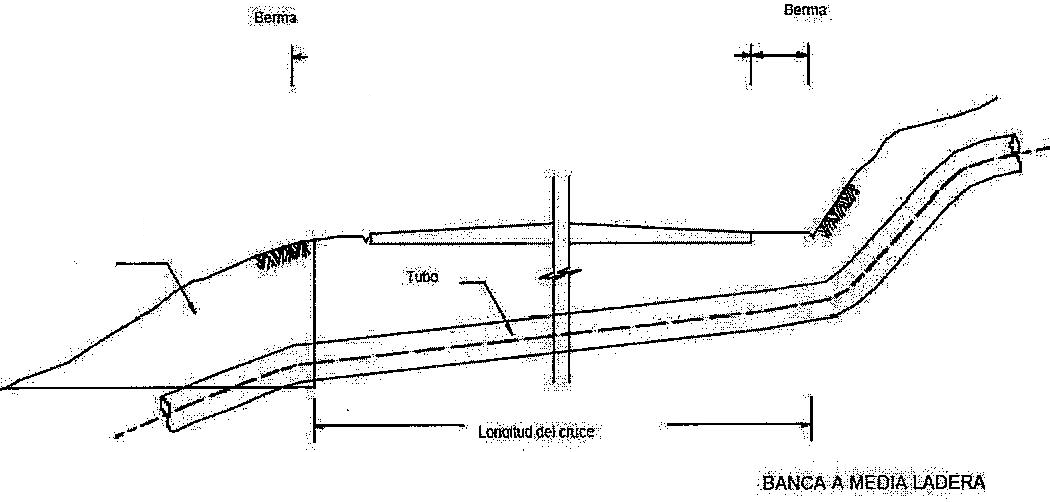 Berma
Berma
Tubo
Longitud del cruce
BANCA A MEDIA LADERA